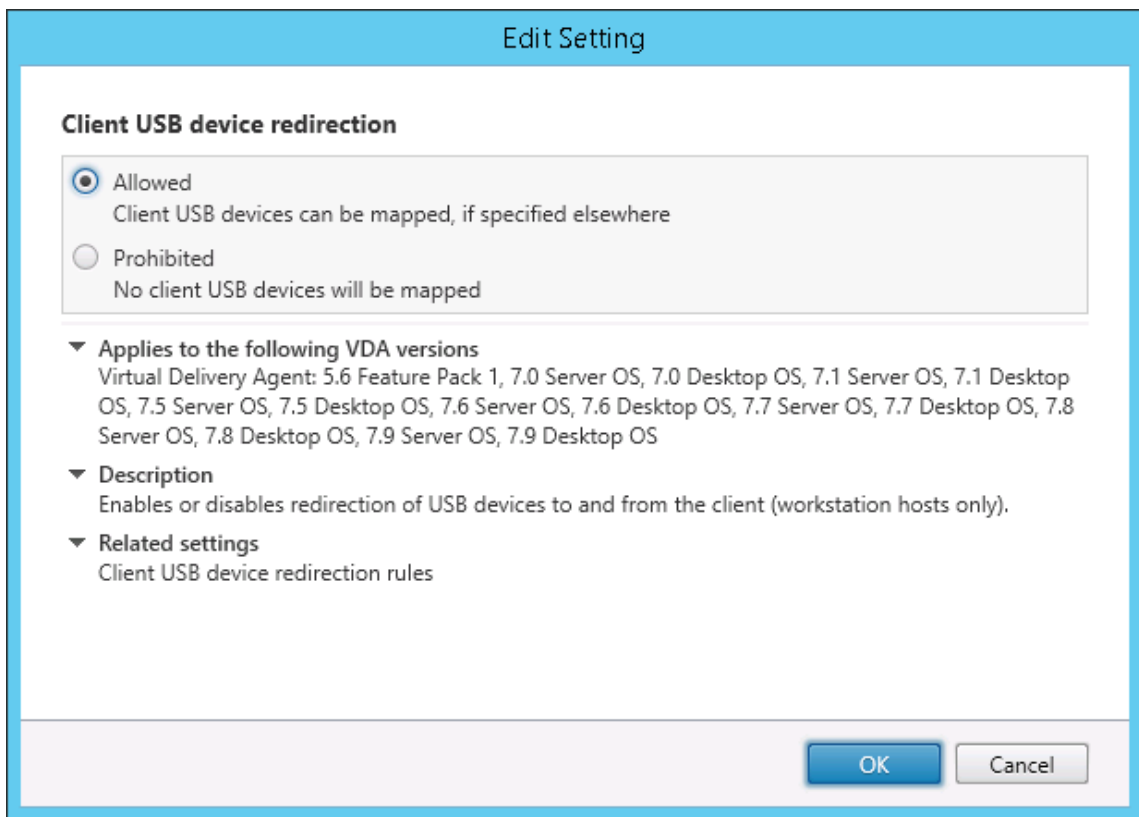 Edit Setting
Client USB device redirection
Allowed
Client USB devices can be mapped, if specified elsewhere
Prohibited
No client USB devices will be mapped
Applies to the following VDA versions
Virtual Delivery Agent: 5.6 Feature Pack 1, 7.0 Server OS, 7.0 Desktop OS, 7.1 Server OS, 7.1 Desktop
OS, 7.5 Server OS, 7.5 Desktop OS, 7.6 Server OS, 7.6 Desktop OS, 7.7 Server OS, 7.7 Desktop OS, 7.8
Server OS, 7.8 Desktop OS, 7.9 Server OS, 7.9 Desktop OS
Description
Enables or disables redirection of USB devices to and from the client (workstation hosts only).
Related settings
Client USB device redirection rules
OK
Cancel